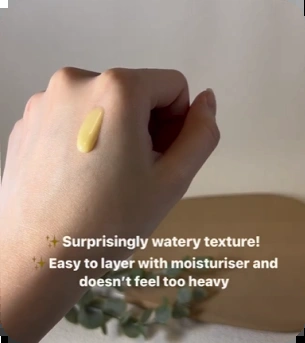 ✨Surprisingly watery texture!
✨Easy to layer with moisturiser and
doesn't feel too heavy